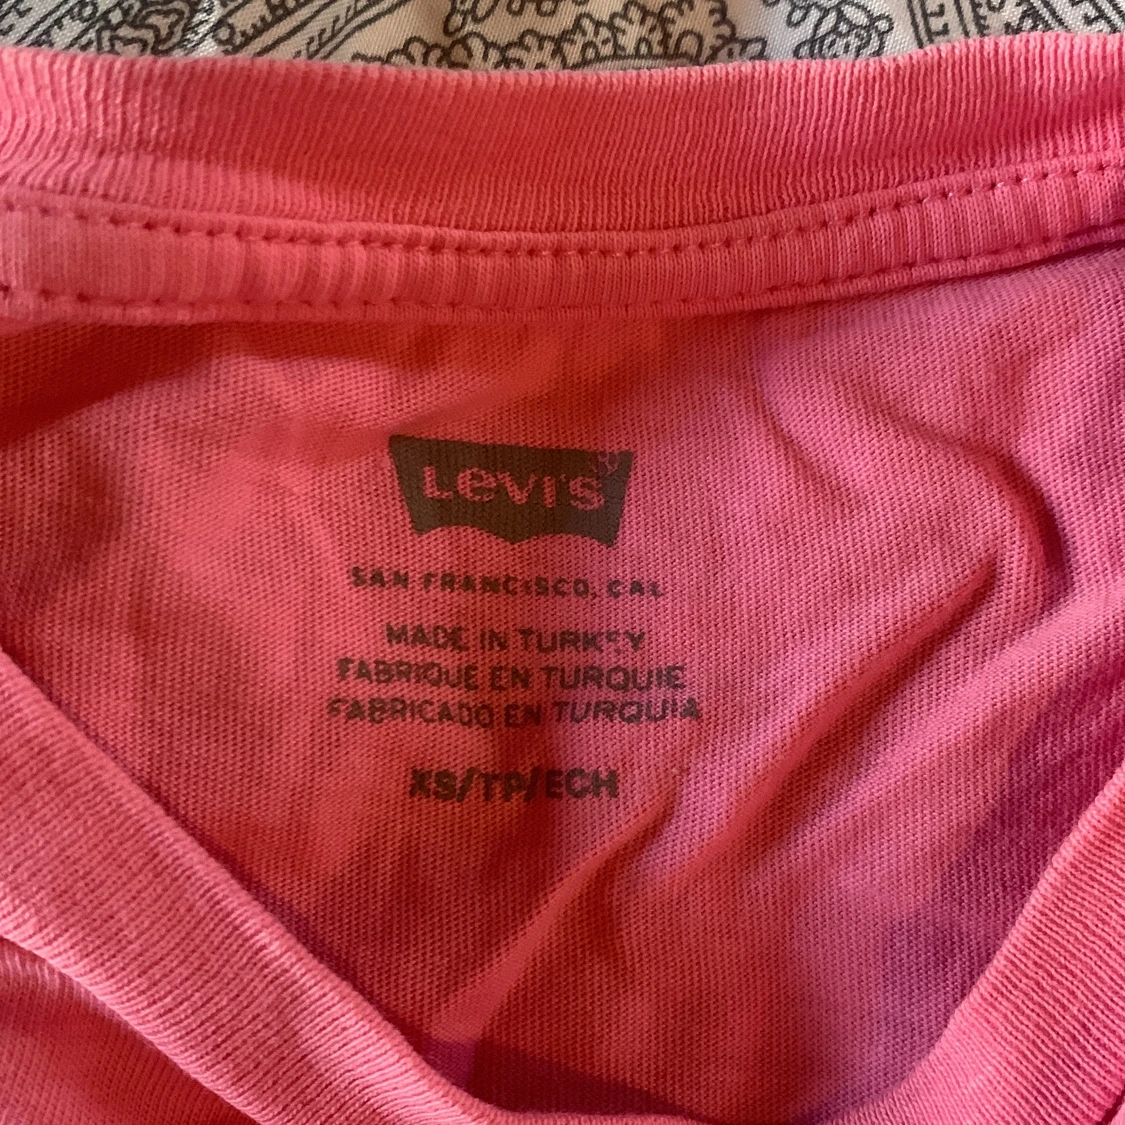 LEVI'S®
SAN FRANCISCO, CAL
MADE IN TURKEY
FABRIQUE EN TURQUIE
FABRICADO EN TURQUIA
XS/TP/ECH